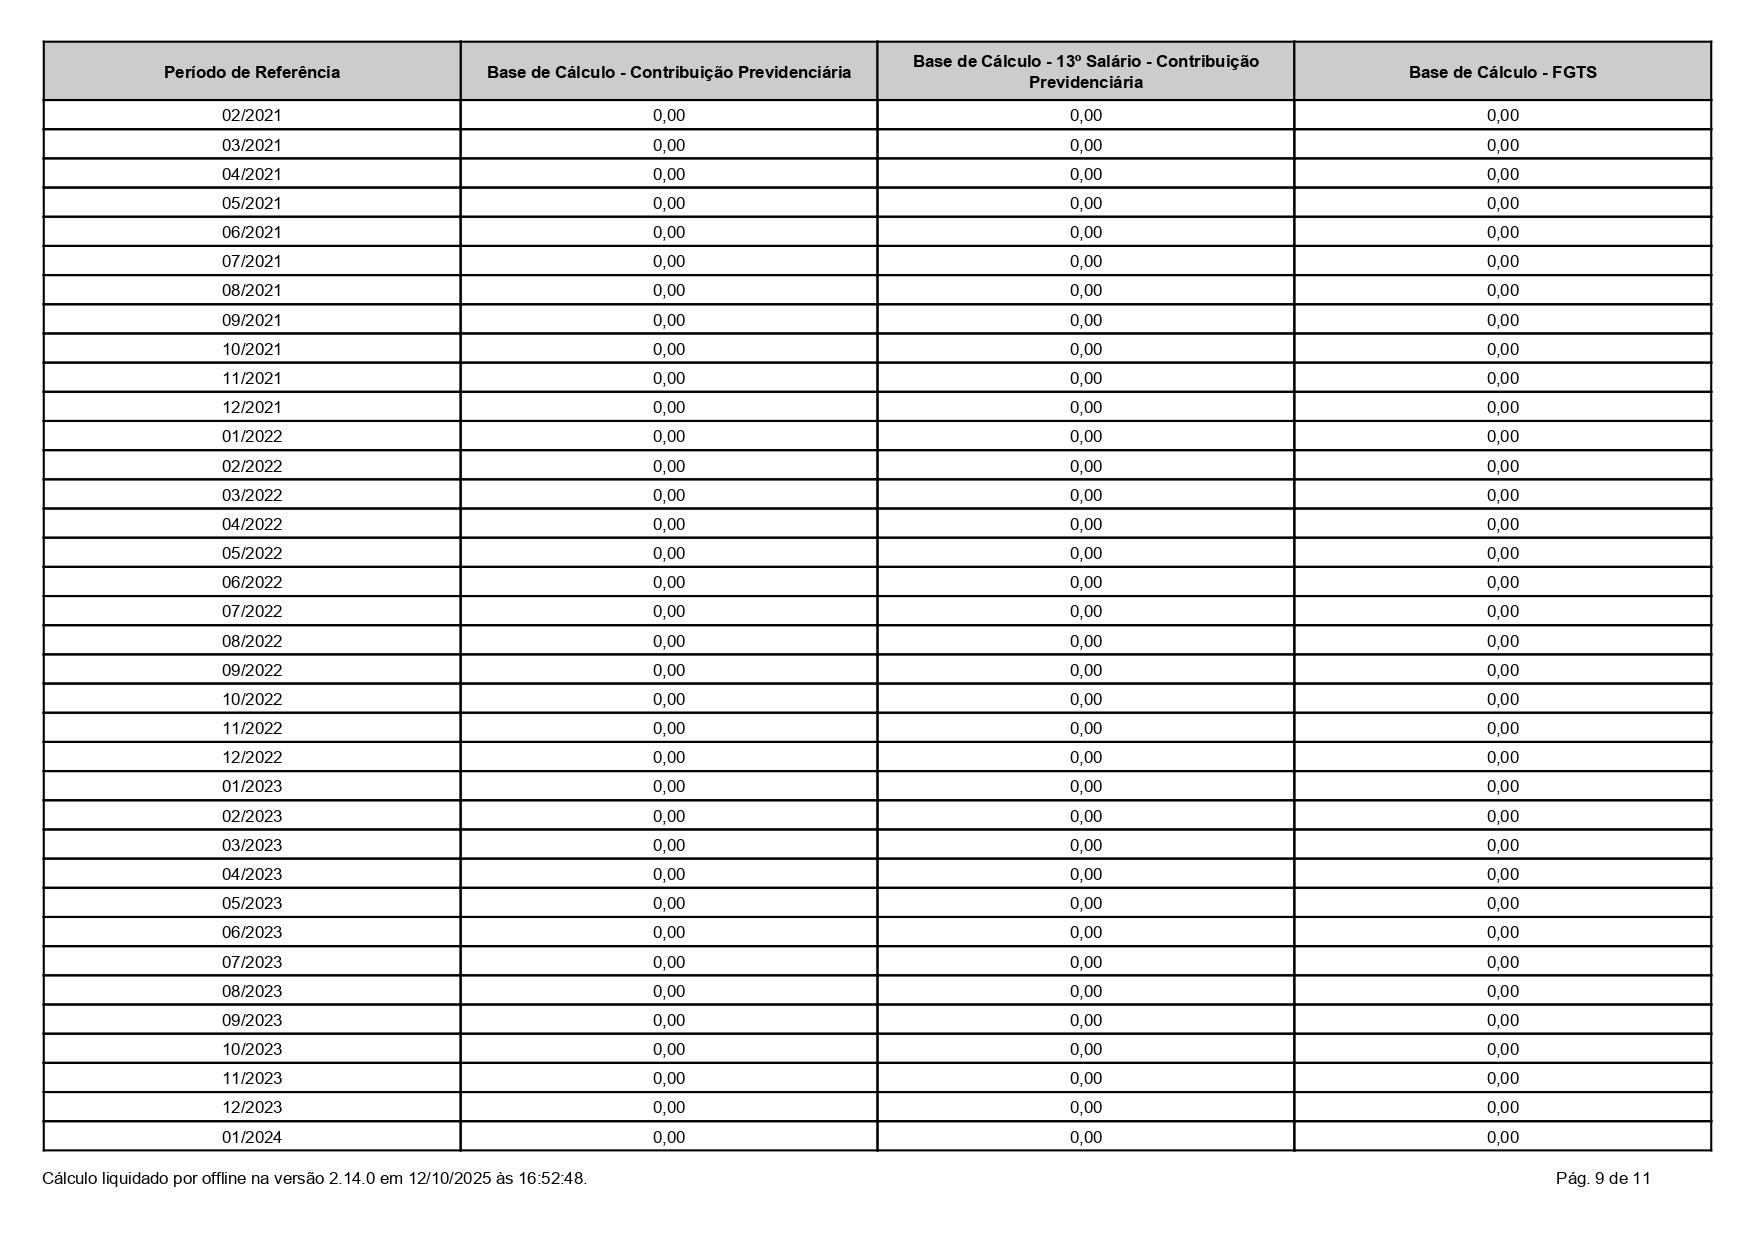 Período de Referência Base de Cálculo - Contribuição Previdenciária Base de Cálculo - 13º Salário - Contribuição Previdenciária Base de Cálculo - FGTS
02/2021 0,00 0,00 0,00
03/2021 0,00 0,00 0,00
04/2021 0,00 0,00 0,00
05/2021 0,00 0,00 0,00
06/2021 0,00 0,00 0,00
07/2021 0,00 0,00 0,00
08/2021 0,00 0,00 0,00
09/2021 0,00 0,00 0,00
10/2021 0,00 0,00 0,00
11/2021 0,00 0,00 0,00
12/2021 0,00 0,00 0,00
01/2022 0,00 0,00 0,00
02/2022 0,00 0,00 0,00
03/2022 0,00 0,00 0,00
04/2022 0,00 0,00 0,00
05/2022 0,00 0,00 0,00
06/2022 0,00 0,00 0,00
07/2022 0,00 0,00 0,00
08/2022 0,00 0,00 0,00
09/2022 0,00 0,00 0,00
10/2022 0,00 0,00 0,00
11/2022 0,00 0,00 0,00
12/2022 0,00 0,00 0,00
01/2023 0,00 0,00 0,00
02/2023 0,00 0,00 0,00
03/2023 0,00 0,00 0,00
04/2023 0,00 0,00 0,00
05/2023 0,00 0,00 0,00
06/2023 0,00 0,00 0,00
07/2023 0,00 0,00 0,00
08/2023 0,00 0,00 0,00
09/2023 0,00 0,00 0,00
10/2023 0,00 0,00 0,00
11/2023 0,00 0,00 0,00
12/2023 0,00 0,00 0,00
01/2024 0,00 0,00 0,00
Cálculo liquidado por offline na versão 2.14.0 em 12/10/2025 às 16:52:48. Pág. 9 de 11